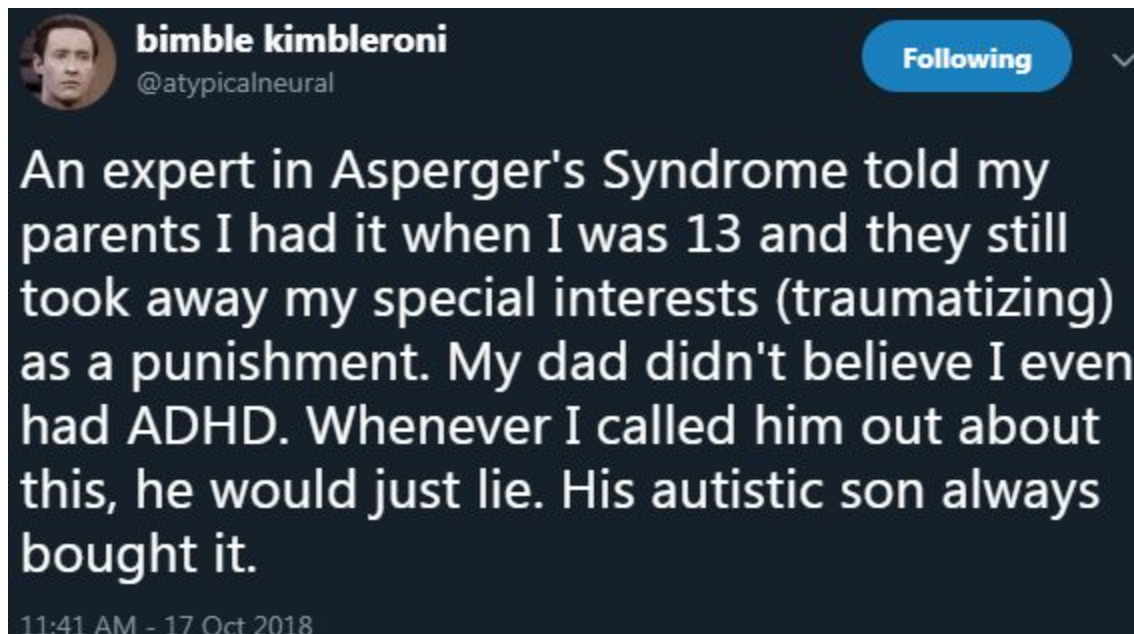 bimble kimbleroni
@atypicalneural
Following
An expert in Asperger's Syndrome told my
parents I had it when I was 13 and they still
took away my special interests (traumatizing)
as a punishment. My dad didn't believe I even
had ADHD. Whenever I called him out about
this, he would just lie. His autistic son always
bought it.
11:41 AM - 17 Oct 2018